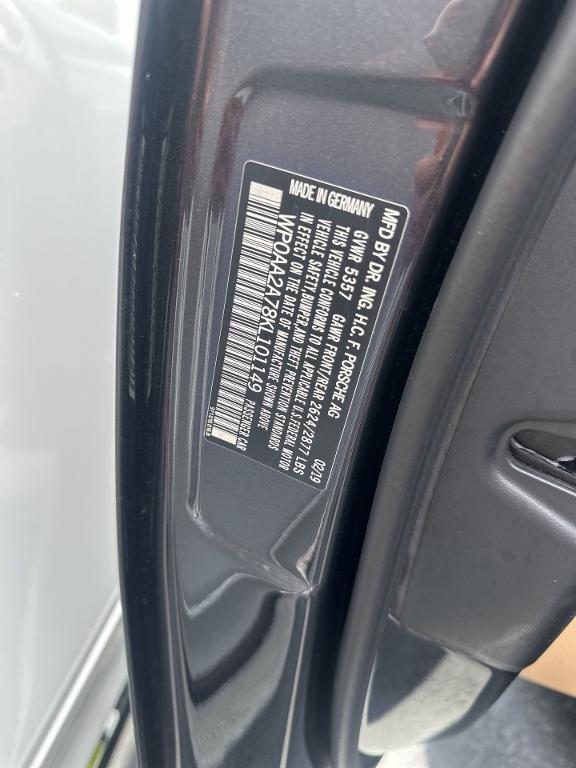 MFD BY DR. ING. H.C. F. PORSCHE AG
GVWR 5357 GAWR FRONT/REAR 2624/2877 LBS 02/19
THIS VEHICLE CONFORMS TO ALL APPLICABLE U.S. FEDERAL MOTOR
VEHICLE SAFETY, BUMPER, AND THEFT PREVENTION STANDARDS
IN EFFECT ON THE DATE OF MANUFACTURE SHOWN ABOVE
MADE IN GERMANY
WP0AA2A78KL101149 PASSENGER CAR